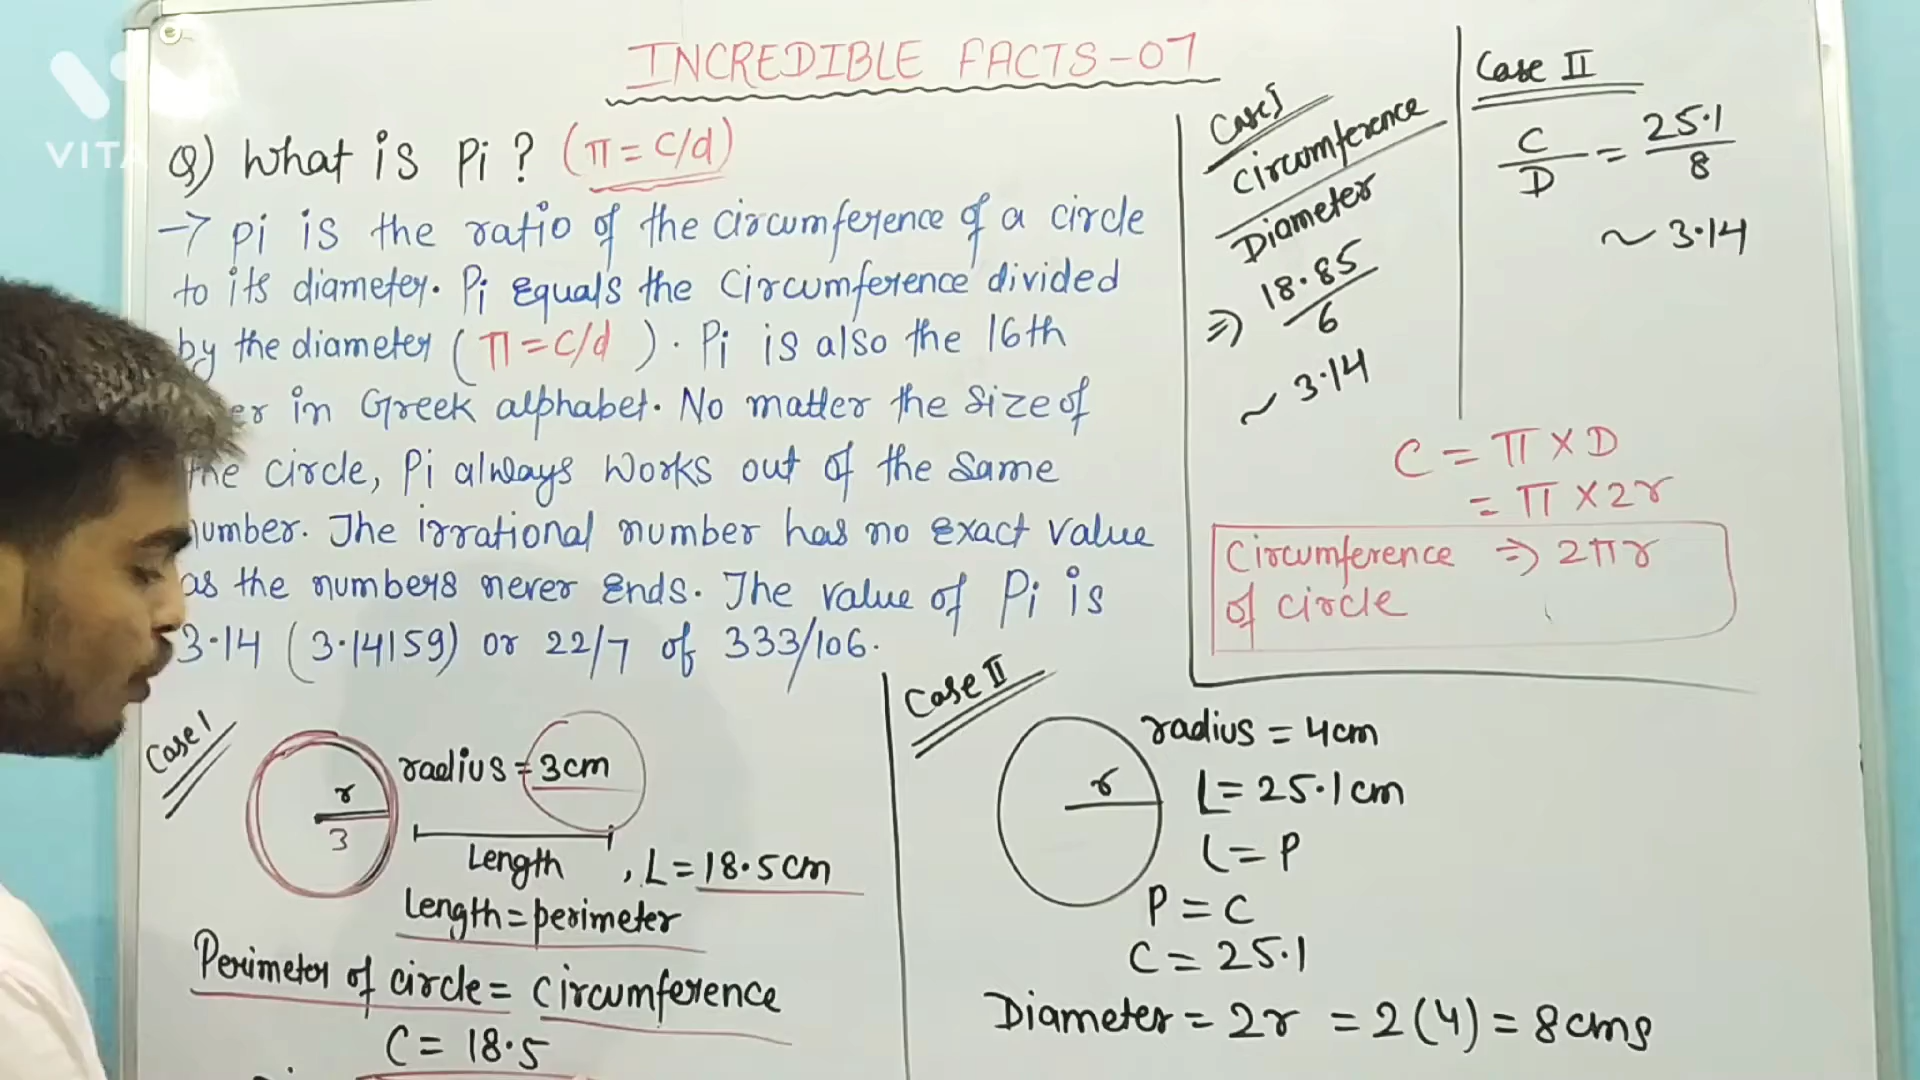 VITA
INCREDIBLE FACTS-07
Q) What is Pi? (π = c/d)
→ Pi is the ratio of the circumference of a circle
to its diameter. Pi Equals the Circumference divided
by the diameter (π = c/d). Pi is also the 16th
er in Greek alphabet. No matter the size of
the circle, Pi always works out of the same
number. The irrational number has no exact value
as the numbers never Ends. The value of Pi is
3.14 (3.14159) or 22/7 of 333/106.
Case I
Circumference
Diameter
⇒ 18.85
6
~ 3.14
Case II
C/D = 25.1/8
~ 3.14
C = π × D
= π × 2r
Circumference ⇒ 2πr
of circle
Case I
r
3
radius = 3cm
Length , L = 18.5cm
Length = perimeter
Perimeter of circle = circumference
C = 18.5
Case II
r
radius = 4cm
L = 25.1cm
L = P
P = C
C = 25.1
Diameter = 2r = 2(4) = 8cms